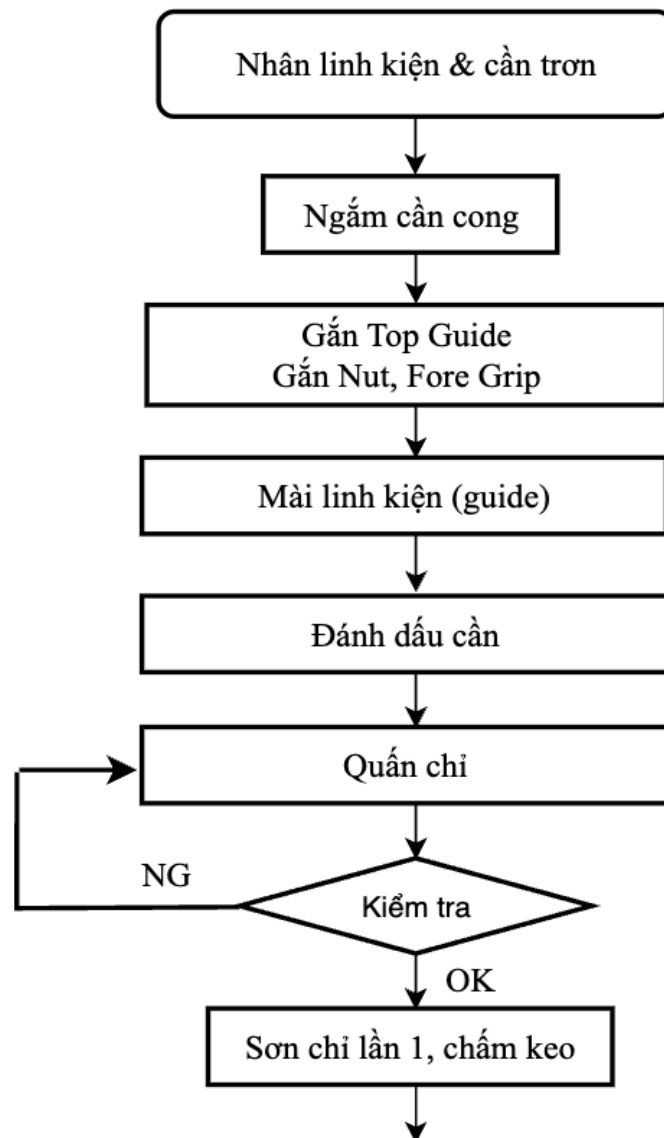 Nhân linh kiện & cần trơn
Ngắm cần cong
Gắn Top Guide
Gắn Nut, Fore Grip
Mài linh kiện (guide)
Đánh dấu cần
Quấn chỉ
NG
Kiểm tra
OK
Sơn chỉ lần 1, chấm keo